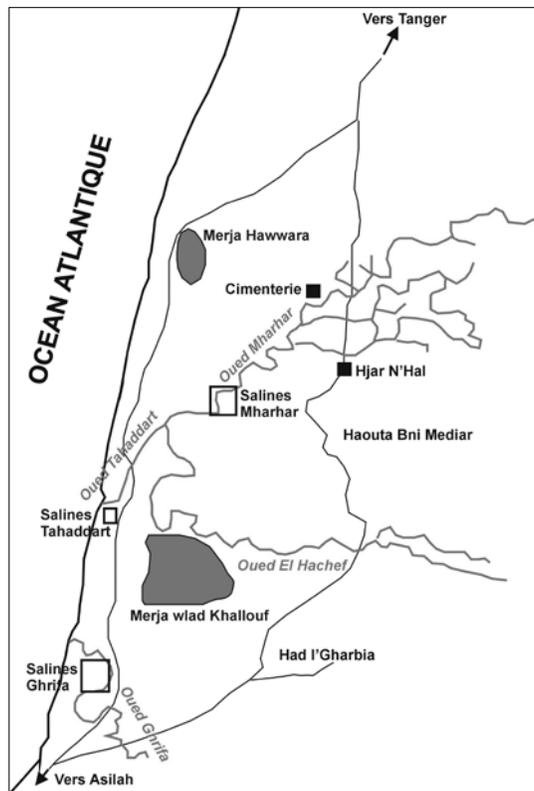 Vers Tanger
OCEAN ATLANTIQUE
Merja Hawwara
Cimenterie
Oued Mharhar
Hjar N'Hal
Salines
Mharhar
Haouta Bni Mediar
Oued Tahaddart
Salines
Tahaddart
Oued El Hachef
Merja wlad Khallouf
Had l'Gharbia
Salines
Ghrifa
Oued Ghrifa
Vers Asilah